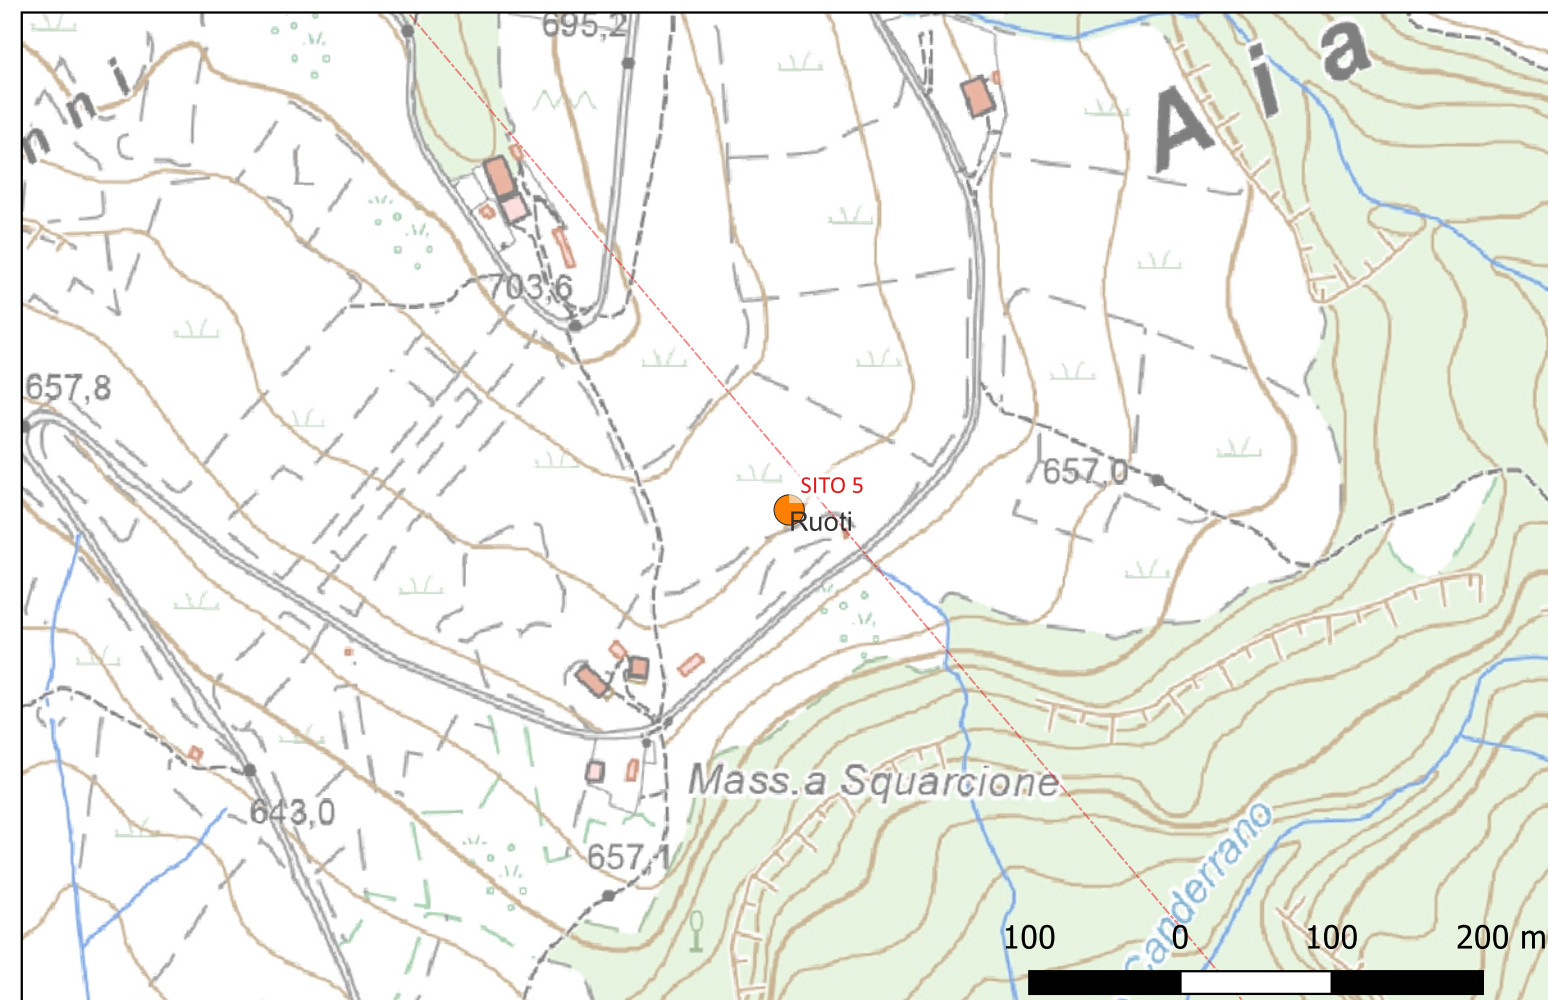 695,2
A i a
nni
703,6
657,8
657,0
SITO 5
Ruoti
Mass.a Squarcione
643,0
657,1
Canderrano
100 0 100 200 m